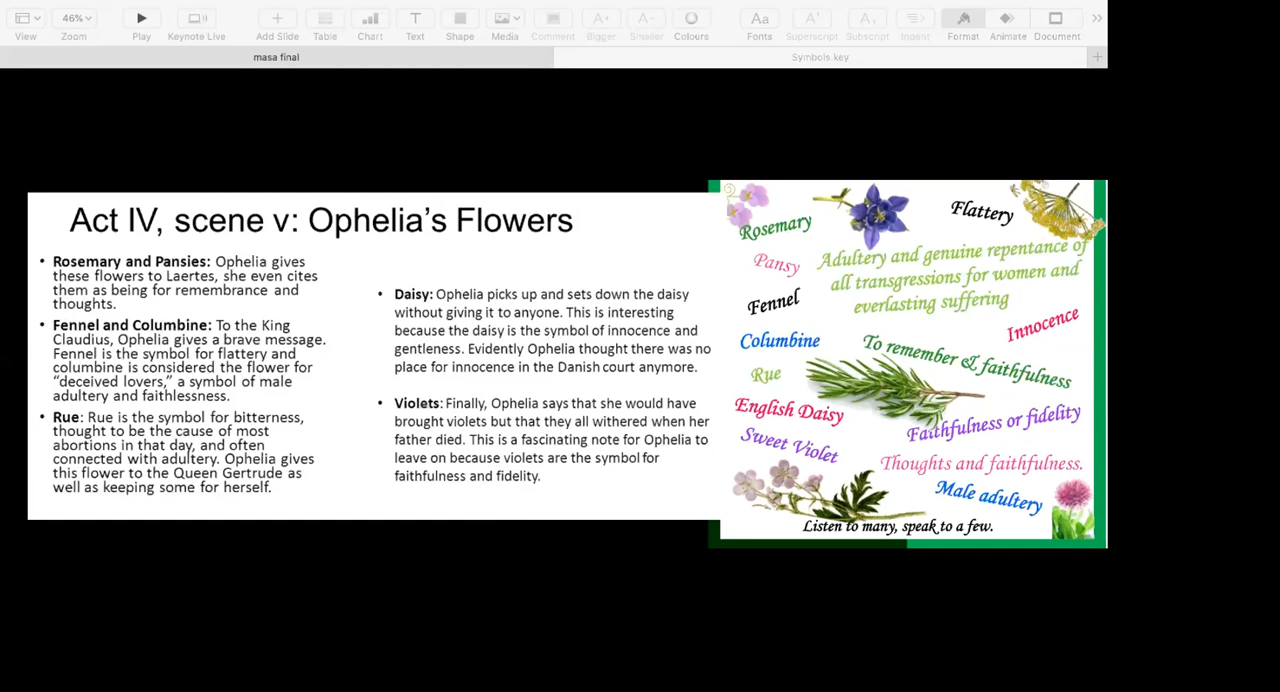 View
46%
Zoom
Play
Keynote Live
Add Slide
Table
Chart
T
Text
Shape
Media
Comment
A+
Bigger
A-
Smaller
Colours
Aa
Fonts
Superscript
Subscript
Indent
Format
Animate
Document
masa final
Symbols.key
Act IV, scene v: Ophelia’s Flowers
• Rosemary and Pansies: Ophelia gives
these flowers to Laertes, she even cites
them as being for remembrance and
thoughts.
• Fennel and Columbine: To the King
Claudius, Ophelia gives a brave message.
Fennel is the symbol for flattery and
columbine is considered the flower for
“deceived lovers,” a symbol of male
adultery and faithlessness.
• Rue: Rue is the symbol for bitterness,
thought to be the cause of most
abortions in that day, and often
connected with adultery. Ophelia gives
this flower to the Queen Gertrude as
well as keeping some for herself.
• Daisy: Ophelia picks up and sets down the daisy
without giving it to anyone. This is interesting
because the daisy is the symbol of innocence and
gentleness. Evidently Ophelia thought there was no
place for innocence in the Danish court anymore.
• Violets: Finally, Ophelia says that she would have
brought violets but that they all withered when her
father died. This is a fascinating note for Ophelia to
leave on because violets are the symbol for
faithfulness and fidelity.
Rosemary
Pansy
Fennel
Columbine
Rue
English Daisy
Sweet Violet
Flattery
Adultery and genuine repentance of
all transgressions for women and
everlasting suffering
Innocence
To remember & faithfulness
Faithfulness or fidelity
Thoughts and faithfulness.
Male adultery
Listen to many, speak to a few.